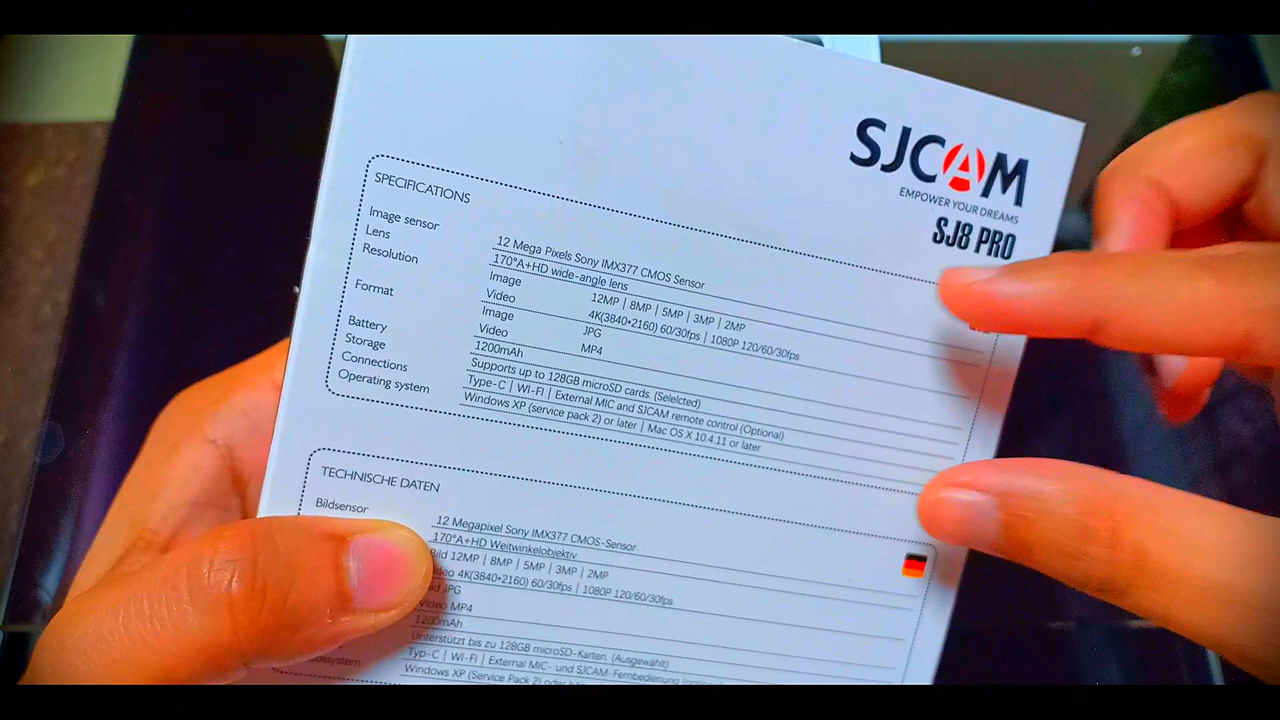 SJCAM
EMPOWER YOUR DREAMS
SJ8 PRO
SPECIFICATIONS
Image sensor 12 Mega Pixels Sony IMX377 CMOS Sensor
Lens 170°A+HD wide-angle lens
Resolution Image 12MP | 8MP | 5MP | 3MP | 2MP
Video 4K(3840*2160) 60/30fps | 1080P 120/60/30fps
Format Image JPG
Video MP4
Battery 1200mAh
Storage Supports up to 128GB microSD cards. (Selelcted)
Connections Type-C | WI-FI | External MIC and SJCAM remote control (Optional)
Operating system Windows XP (service pack 2) or later | Mac OS X 10.4.11 or later
TECHNISCHE DATEN
Bildsensor 12 Megapixel Sony IMX377 CMOS-Sensor
170°A+HD Weitwinkelobjektiv
Bild 12MP | 8MP | 5MP | 3MP | 2MP
4K(3840*2160) 60/30fps | 1080P 120/60/30fps
JPG
Video MP4
1200mAh
Unterstützt bis zu 128GB microSD-Karten. (Ausgewählt)
Typ-C | Wi-Fi | External MIC- und SJCAM-Fernbedienung
Windows XP (Service Pack 2) oder